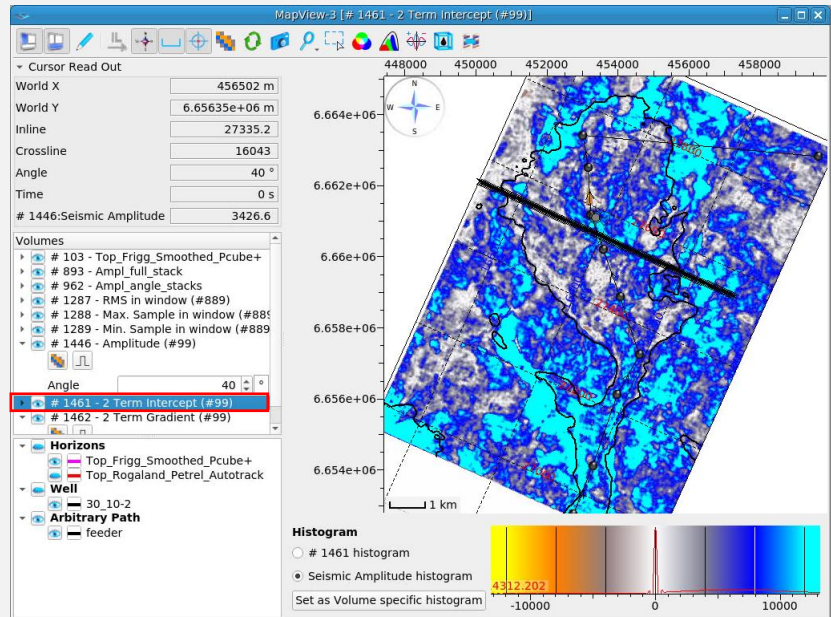 MapView-3 [# 1461 - 2 Term Intercept (#99)]
Cursor Read Out
World X 456502 m
World Y 6.65635e+06 m
Inline 27335.2
Crossline 16043
Angle 40 °
Time 0 s
# 1446:Seismic Amplitude 3426.6
Volumes
# 103 - Top_Frigg_Smoothed_Pcube+
# 893 - Ampl_full_stack
# 962 - Ampl_angle_stacks
# 1287 - RMS in window (#889)
# 1288 - Max. Sample in window (#889
# 1289 - Min. Sample in window (#889
# 1446 - Amplitude (#99)
Angle 40 °
# 1461 - 2 Term Intercept (#99)
# 1462 - 2 Term Gradient (#99)
Horizons
Top_Frigg_Smoothed_Pcube+
Top_Rogaland_Petrel_Autotrack
Well
30_10-2
Arbitrary Path
feeder
448000 450000 452000 454000 456000 458000
N
W E
S
6.664e+06
6.662e+06
6.66e+06
6.658e+06
6.656e+06
6.654e+06
1 km
Histogram
# 1461 histogram
Seismic Amplitude histogram
Set as Volume specific histogram
4312.202
-10000 0 10000